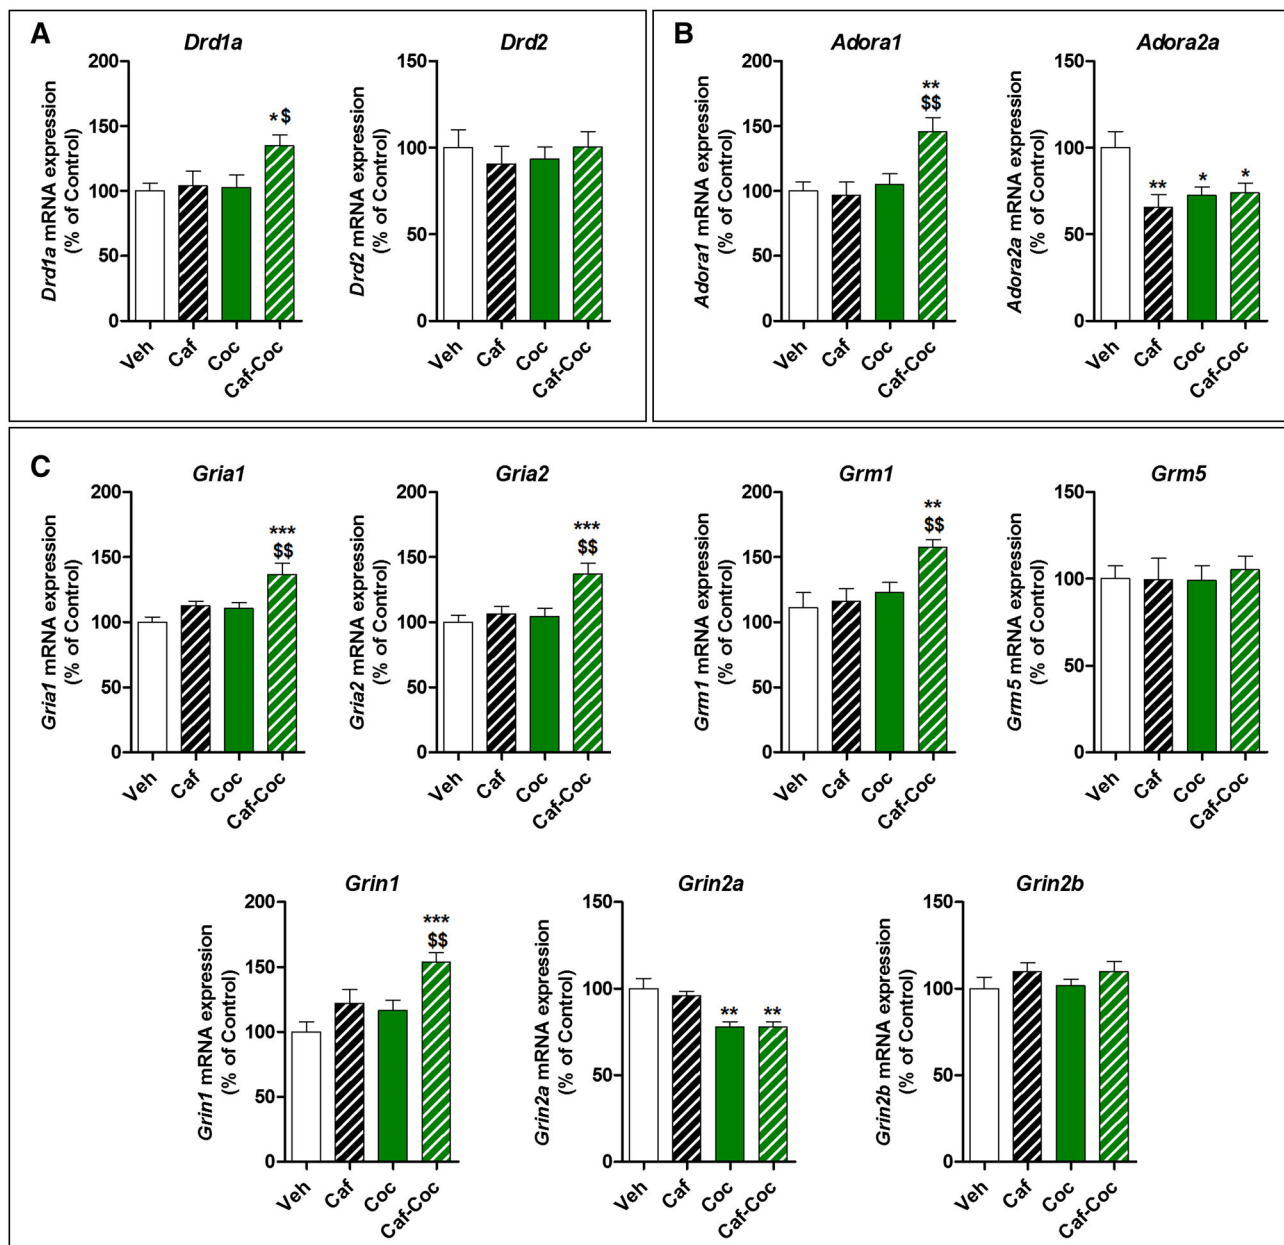 A
Drd1a
Drd1a mRNA expression
(% of Control)
200
150
100
50
0
* $
Veh
Caf
Coc
Caf-Coc
Drd2
Drd2 mRNA expression
(% of Control)
150
100
50
0
Veh
Caf
Coc
Caf-Coc
B
Adora1
Adora1 mRNA expression
(% of Control)
200
150
100
50
0
**
$$
Veh
Caf
Coc
Caf-Coc
Adora2a
Adora2a mRNA expression
(% of Control)
150
100
50
0
**
*
*
Veh
Caf
Coc
Caf-Coc
C
Gria1
Gria1 mRNA expression
(% of Control)
200
150
100
50
0
***
$$
Veh
Caf
Coc
Caf-Coc
Gria2
Gria2 mRNA expression
(% of Control)
200
150
100
50
0
***
$$
Veh
Caf
Coc
Caf-Coc
Grm1
Grm1 mRNA expression
(% of Control)
200
150
100
50
0
**
$$
Veh
Caf
Coc
Caf-Coc
Grm5
Grm5 mRNA expression
(% of Control)
150
100
50
0
Veh
Caf
Coc
Caf-Coc
Grin1
Grin1 mRNA expression
(% of Control)
200
150
100
50
0
***
$$
Veh
Caf
Coc
Caf-Coc
Grin2a
Grin2a mRNA expression
(% of Control)
150
100
50
0
**
**
Veh
Caf
Coc
Caf-Coc
Grin2b
Grin2b mRNA expression
(% of Control)
150
100
50
0
Veh
Caf
Coc
Caf-Coc